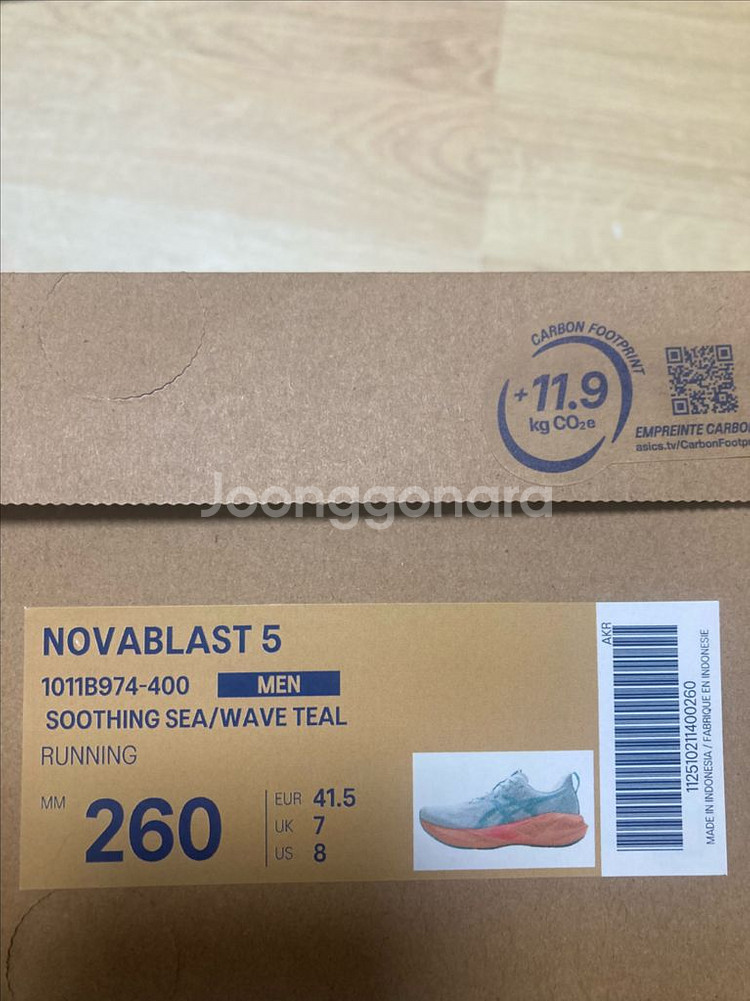 CARBON FOOTPRINT
+11.9
kg CO₂e
EMPREINTE CARBO
asics.tv/CarbonFootp
Joonggonara
NOVABLAST 5
1011B974-400 MEN
SOOTHING SEA/WAVE TEAL
RUNNING
MM 260
EUR 41.5
UK 7
US 8
AKR
112510211400260
MADE IN INDONESIA / FABRIQUE EN INDONESIE